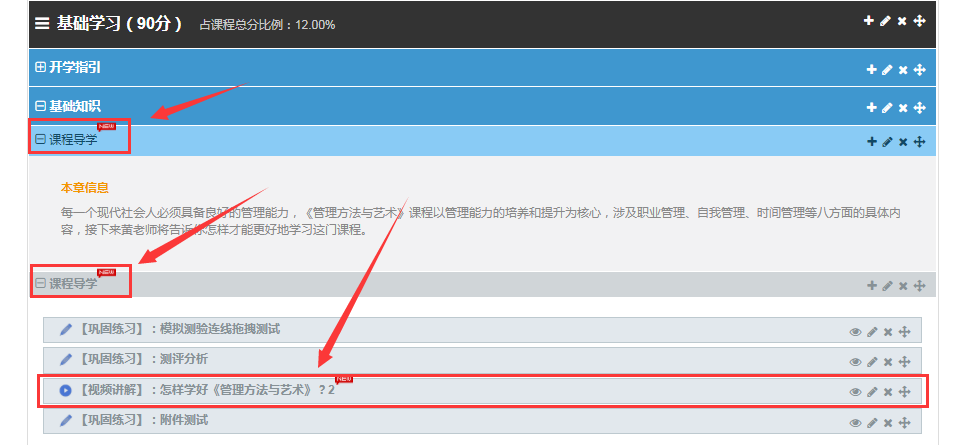 基础学习（90分） 占课程总分比例：12.00%
开学指引
基础知识
NEW
课程导学
本章信息
每一个现代社会人必须具备良好的管理能力，《管理方法与艺术》课程以管理能力的培养和提升为核心，涉及职业管理、自我管理、时间管理等八方面的具体内
容，接下来黄老师将告诉你怎样才能更好地学习这门课程。
NEW
课程导学
【巩固练习】：模拟测验连线拖拽测试
【巩固练习】：测评分析
NEW
【视频讲解】：怎样学好《管理方法与艺术》？2
【巩固练习】：附件测试